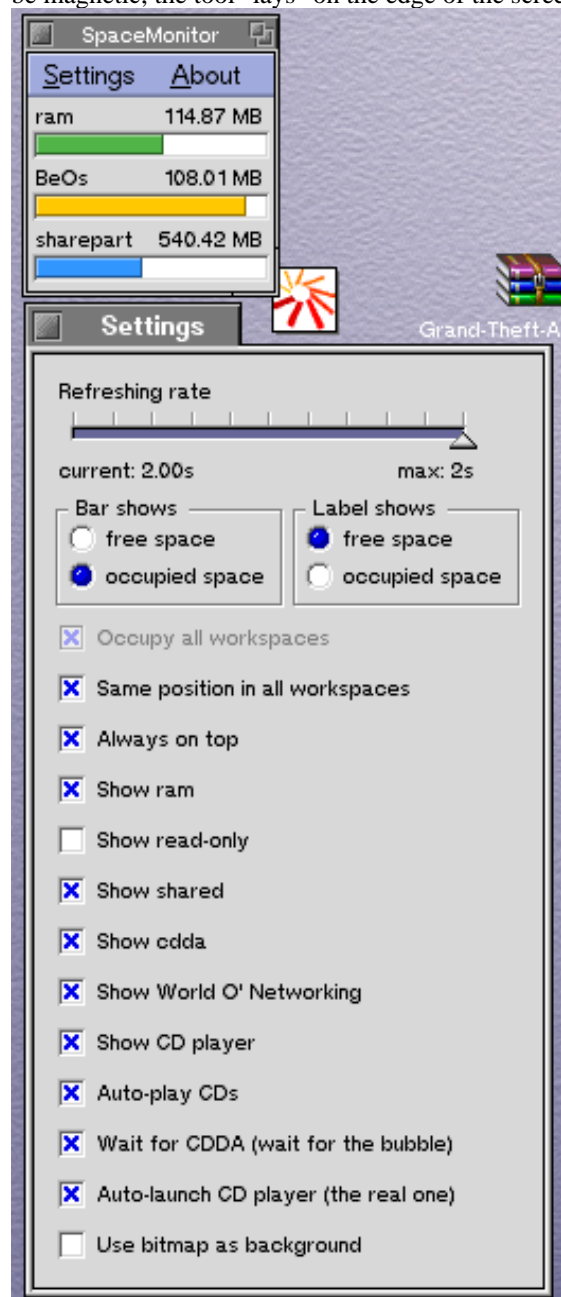 be magnetic, the tool "lays" on the edge of the scree
SpaceMonitor
Settings About
ram 114.87 MB
BeOs 108.01 MB
sharepart 540.42 MB
Grand-Theft-A
Settings
Refreshing rate
current: 2.00s max: 2s
Bar shows Label shows
free space free space
occupied space occupied space
Occupy all workspaces
Same position in all workspaces
Always on top
Show ram
Show read-only
Show shared
Show cdda
Show World O' Networking
Show CD player
Auto-play CDs
Wait for CDDA (wait for the bubble)
Auto-launch CD player (the real one)
Use bitmap as background